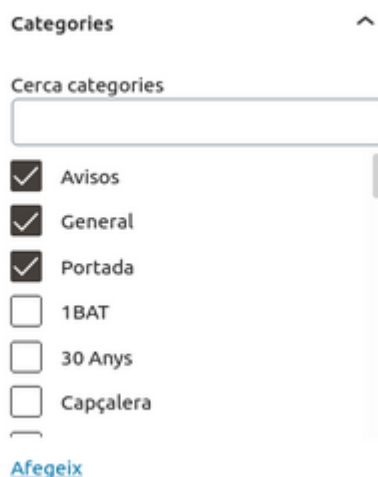 Categories
Cerca categories
Avisos
General
Portada
1BAT
30 Anys
Capçalera
Afegeix